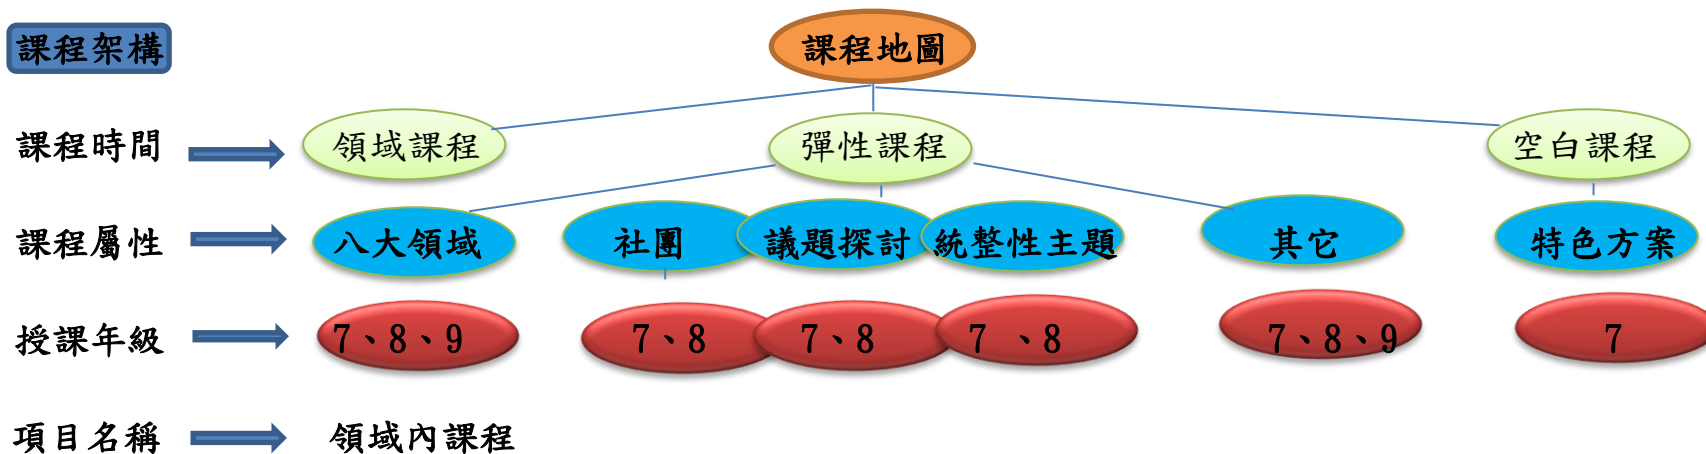 課程架構 課程地圖
課程時間 領域課程 彈性課程 空白課程
課程屬性 八大領域 社團 議題探討 統整性主題 其它 特色方案
授課年級 7、8、9 7、8 7、8 7 、8 7、8、9 7
項目名稱 領域內課程